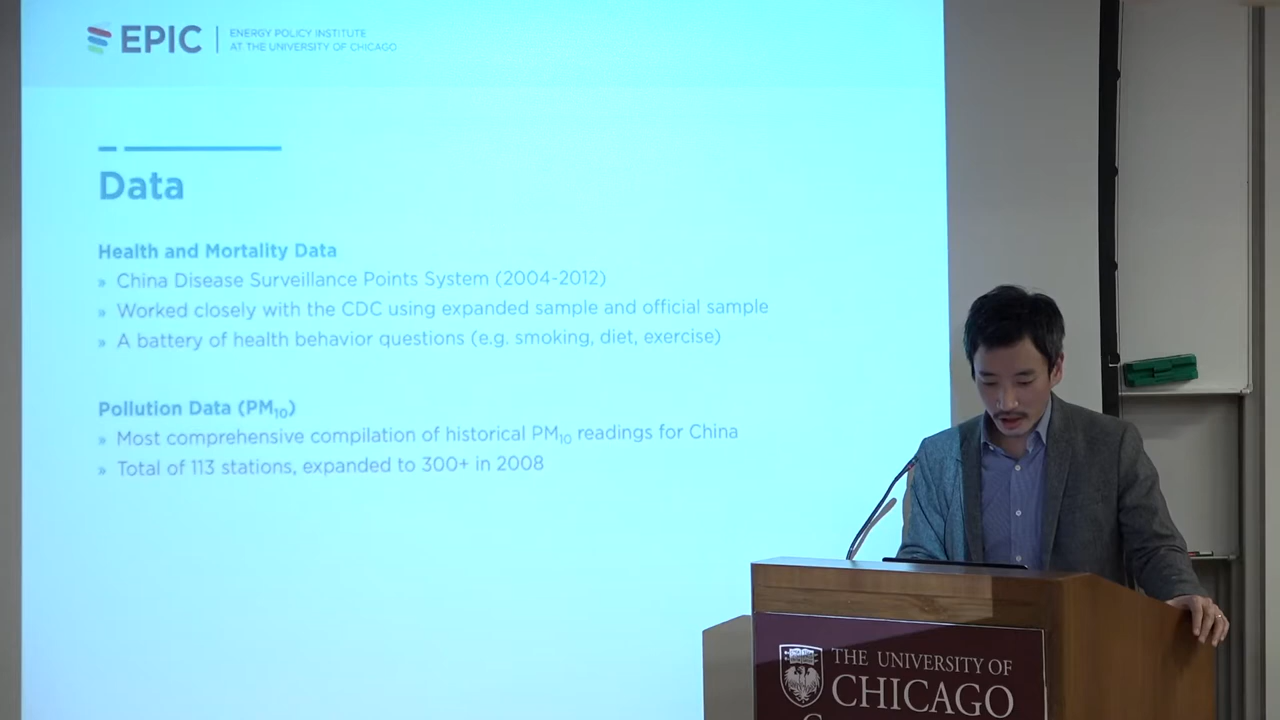 EPIC
ENERGY POLICY INSTITUTE
AT THE UNIVERSITY OF CHICAGO
Data
Health and Mortality Data
» China Disease Surveillance Points System (2004-2012)
» Worked closely with the CDC using expanded sample and official sample
» A battery of health behavior questions (e.g. smoking, diet, exercise)
Pollution Data (PM₁₀)
» Most comprehensive compilation of historical PM₁₀ readings for China
» Total of 113 stations, expanded to 300+ in 2008
THE UNIVERSITY OF
CHICAGO